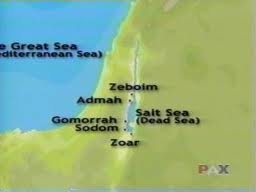 e Great Sea
editerranean Sea)
Zeboim
Admah
Salt Sea
(Dead Sea)
Gomorrah
Sodom
Zoar
PAX